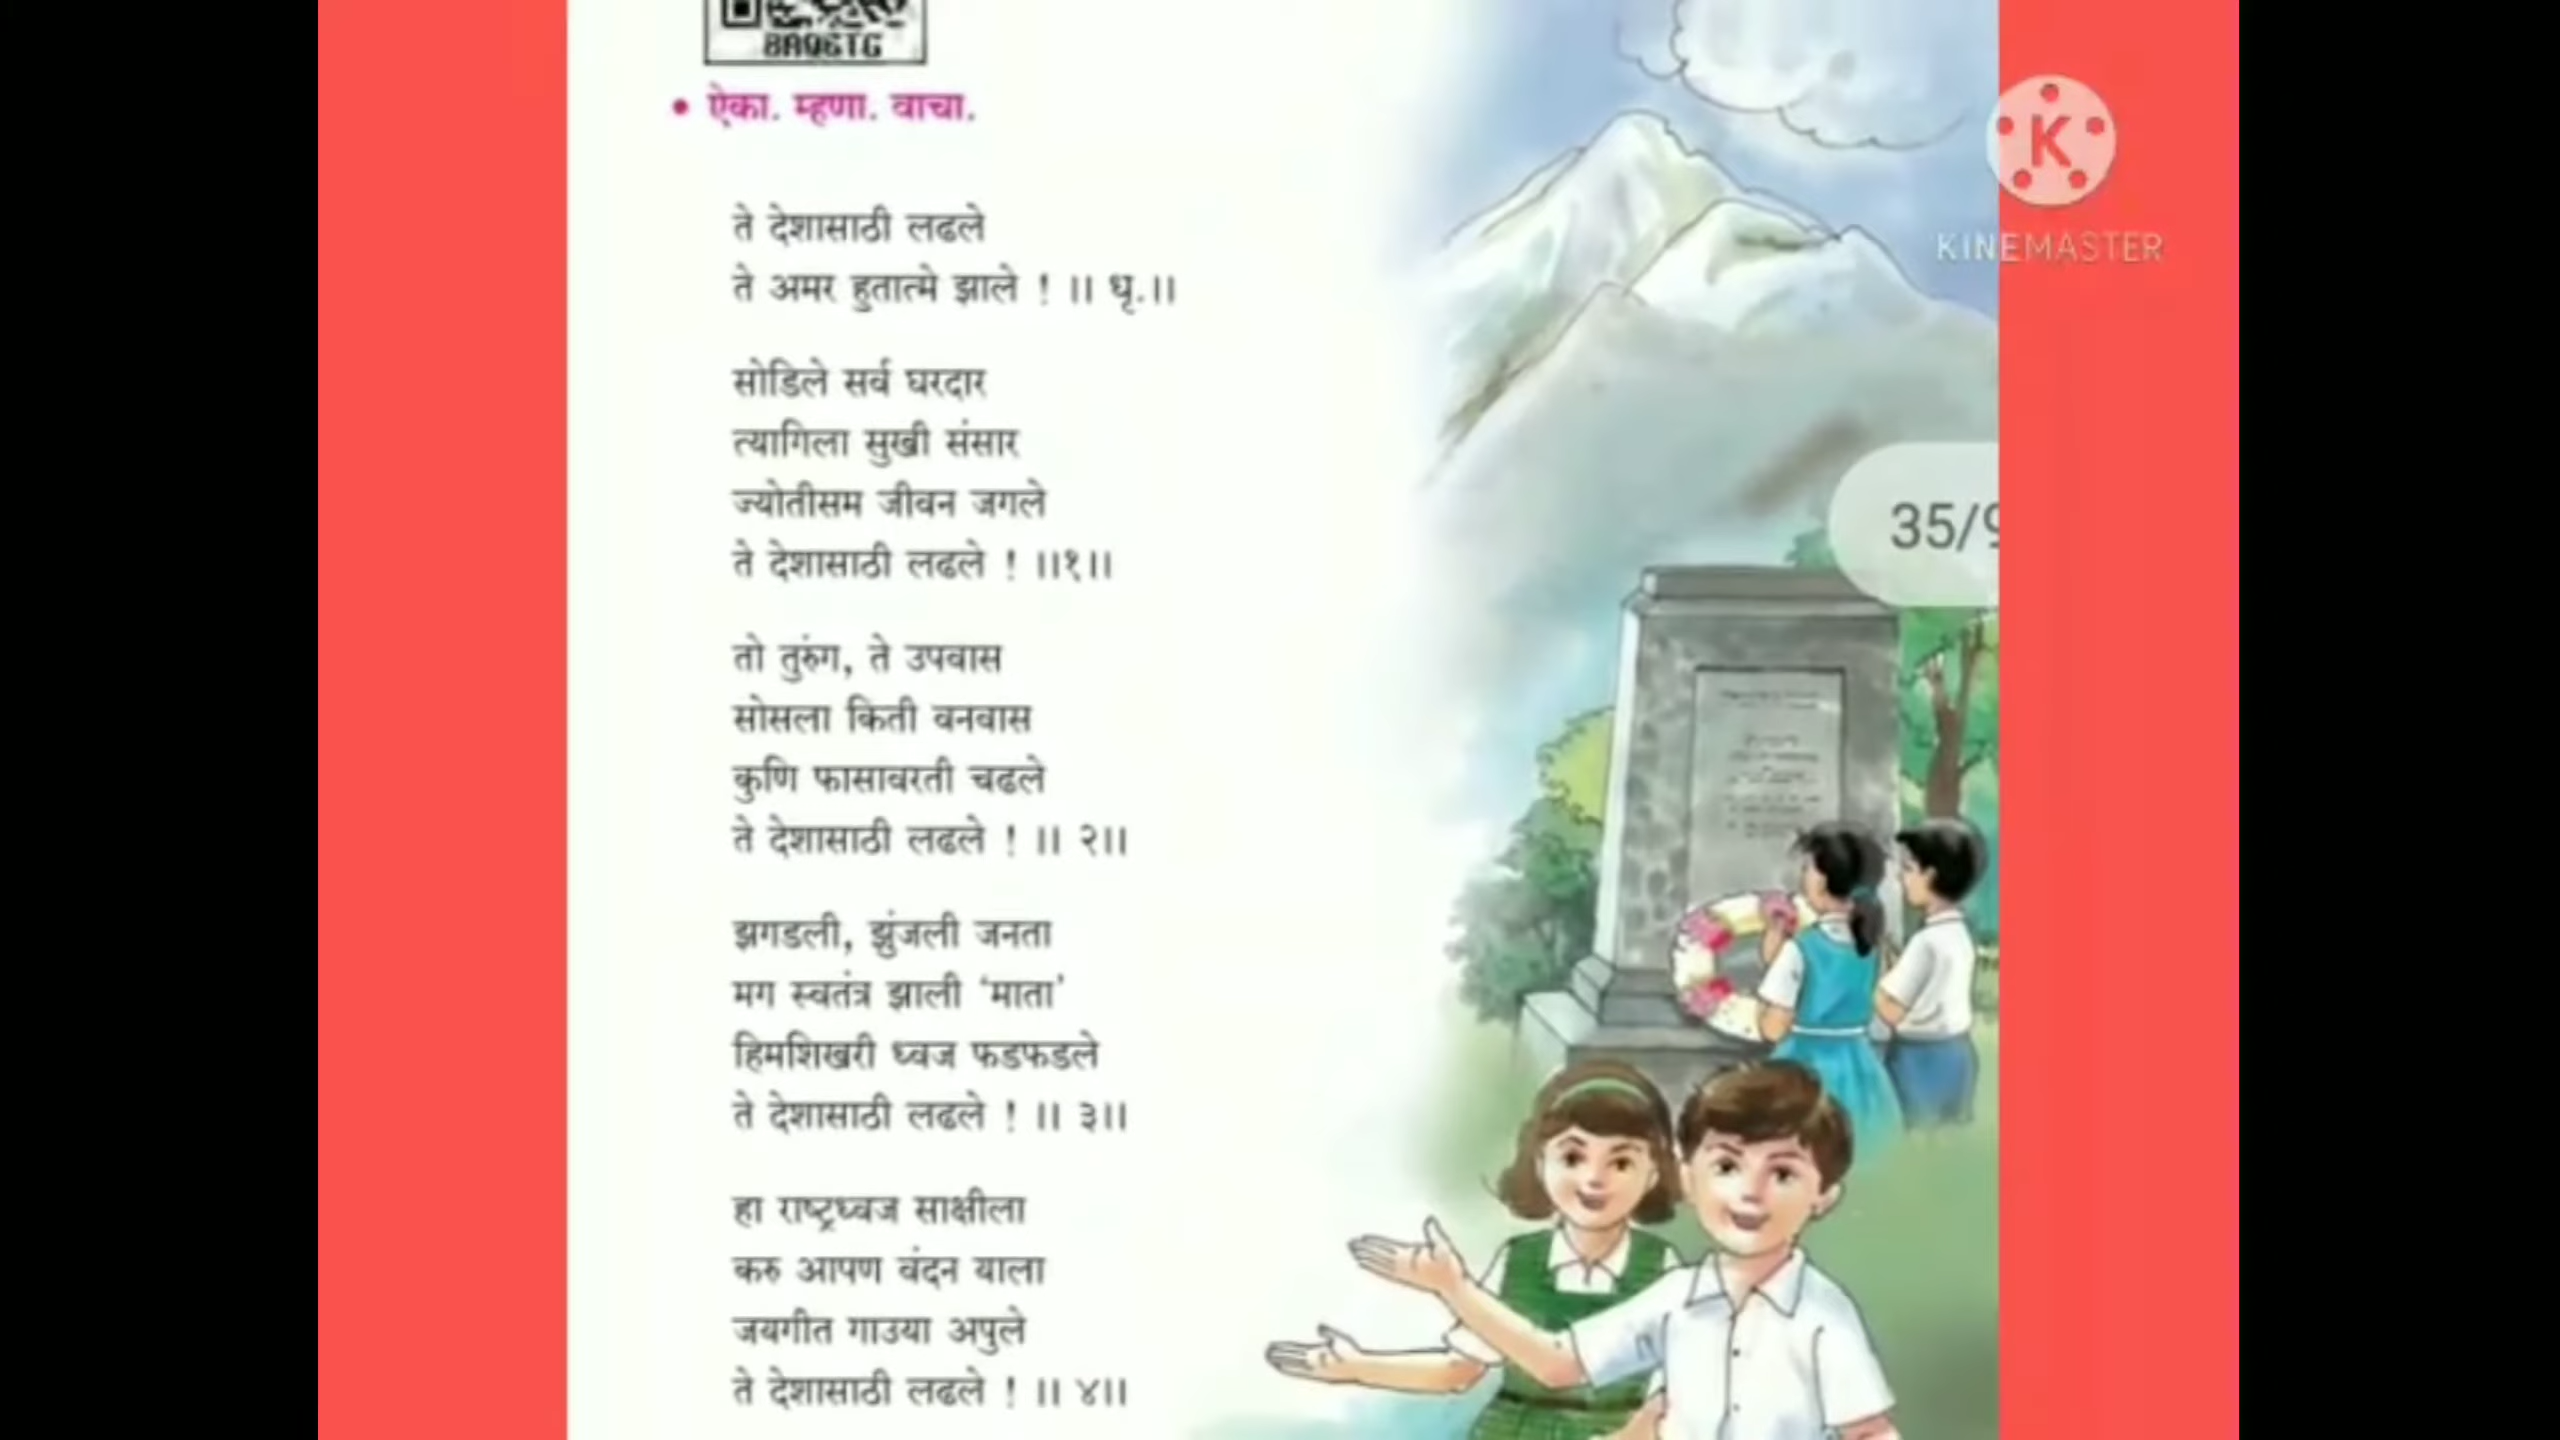 8AQ6TG
• ऐका. म्हणा. वाचा.
ते देशासाठी लढले
ते अमर हुतात्मे झाले ! ।। धृ.।।
सोडिले सर्व घरदार
त्यागिला सुखी संसार
ज्योतीसम जीवन जगले
ते देशासाठी लढले ! ।।१।।
तो तुरुंग, ते उपवास
सोसला किती वनवास
कुणि फासावरती चढले
ते देशासाठी लढले ! ।। २।।
झगडली, झुंजली जनता
मग स्वतंत्र झाली ‘माता’
हिमशिखरी ध्वज फडफडले
ते देशासाठी लढले ! ।। ३।।
हा राष्ट्रध्वज साक्षीला
करु आपण वंदन याला
जयगीत गाउया अपुले
ते देशासाठी लढले ! ।। ४।।
K
KINEMASTER
35/9